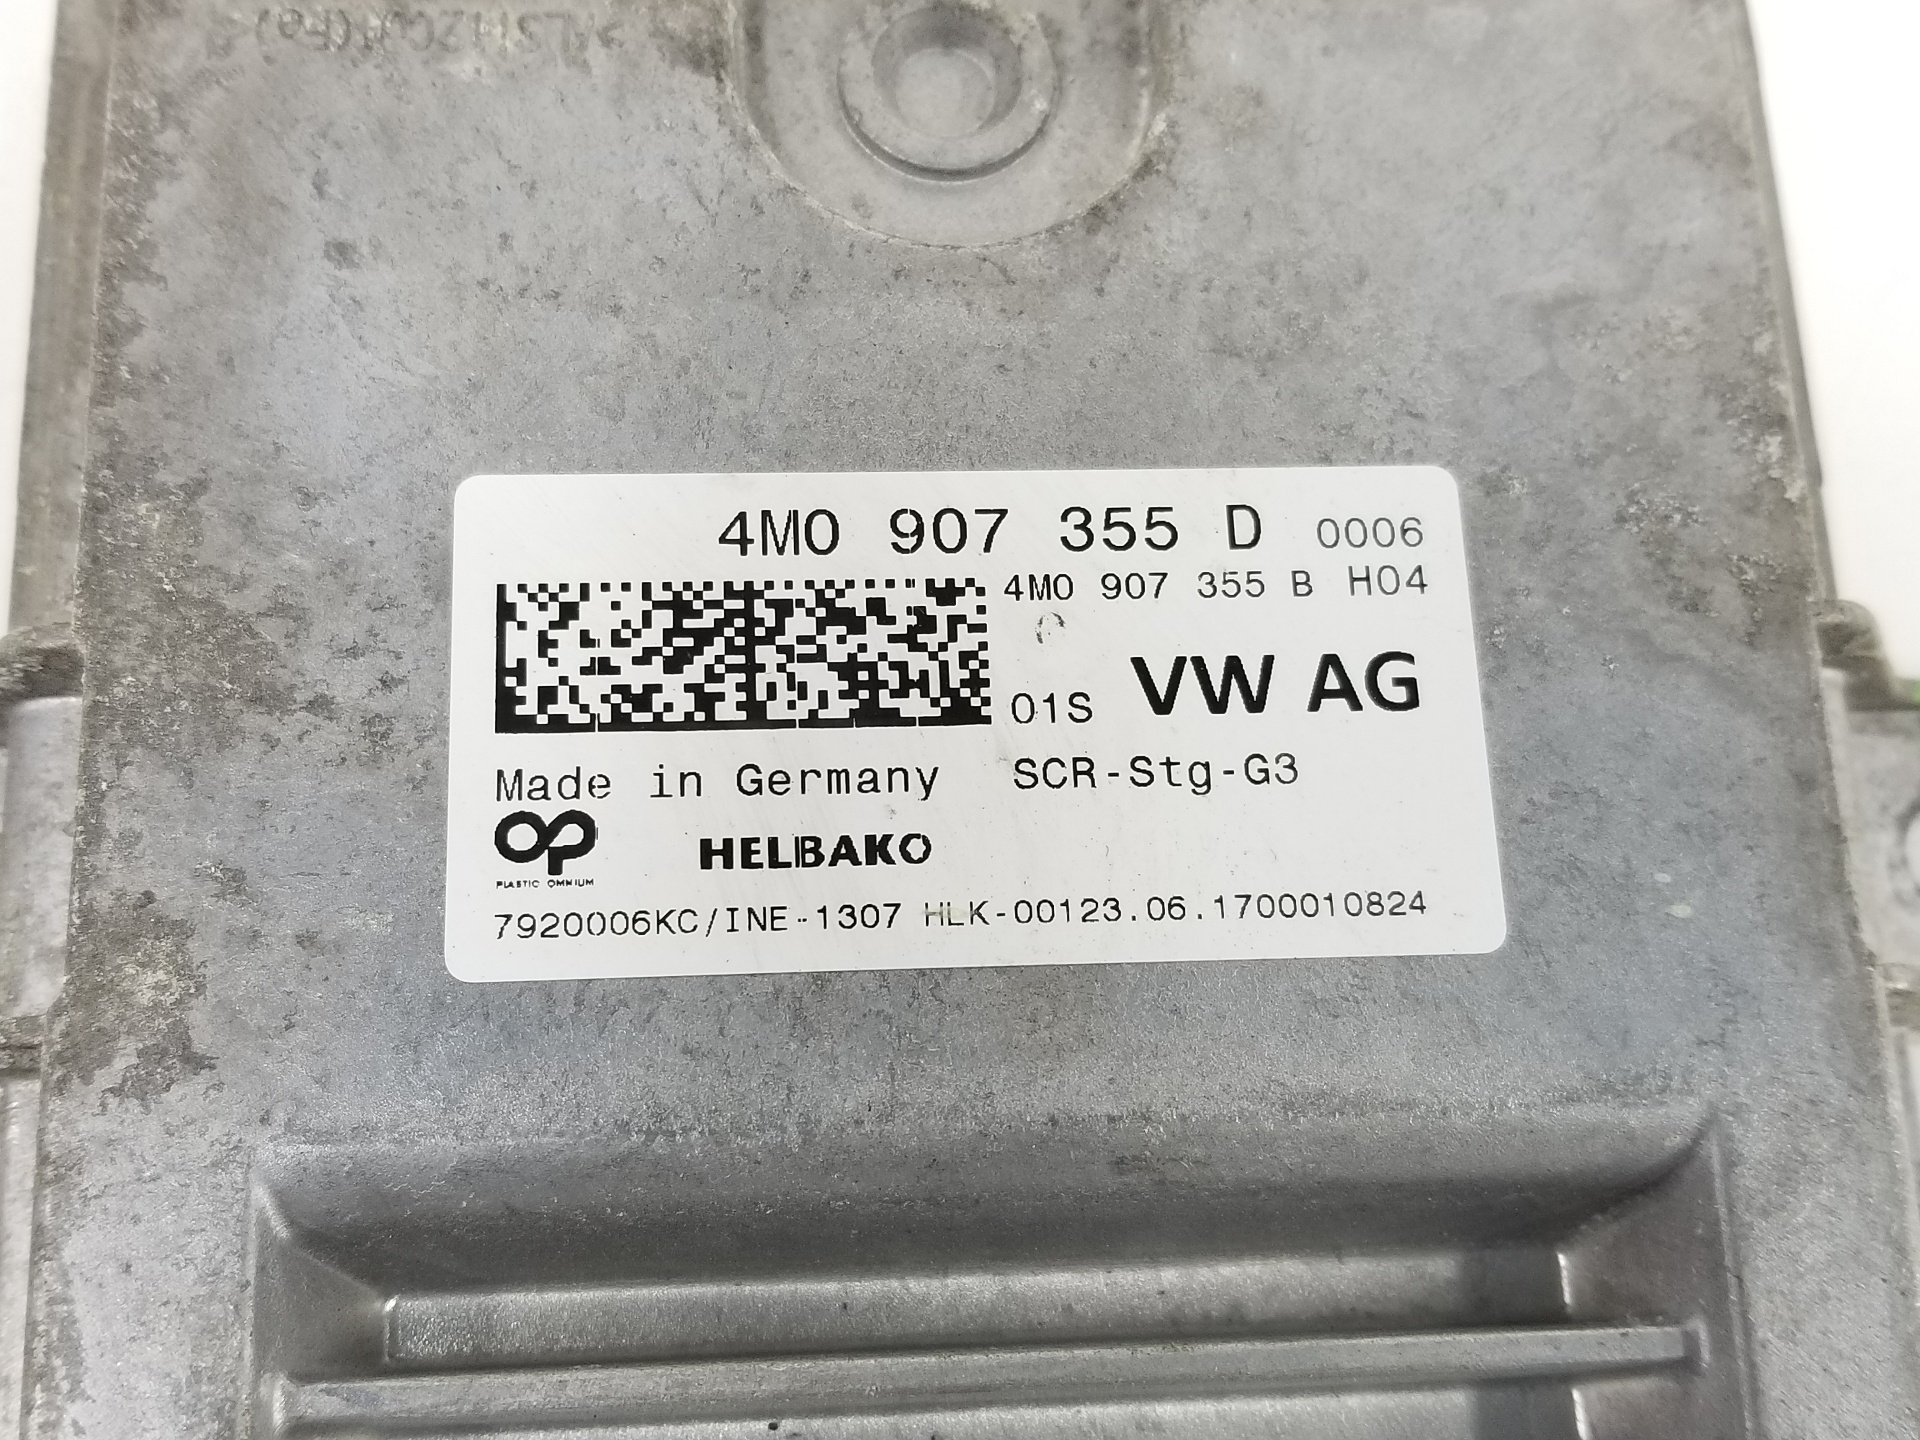 4M0 907 355 D 0006
4M0 907 355 B H04
01S VW AG
Made in Germany SCR-Stg-G3
PLASTIC OMNIUM
HELBAKO
7920006KC/INE-1307 HLK-00123.06.1700010824